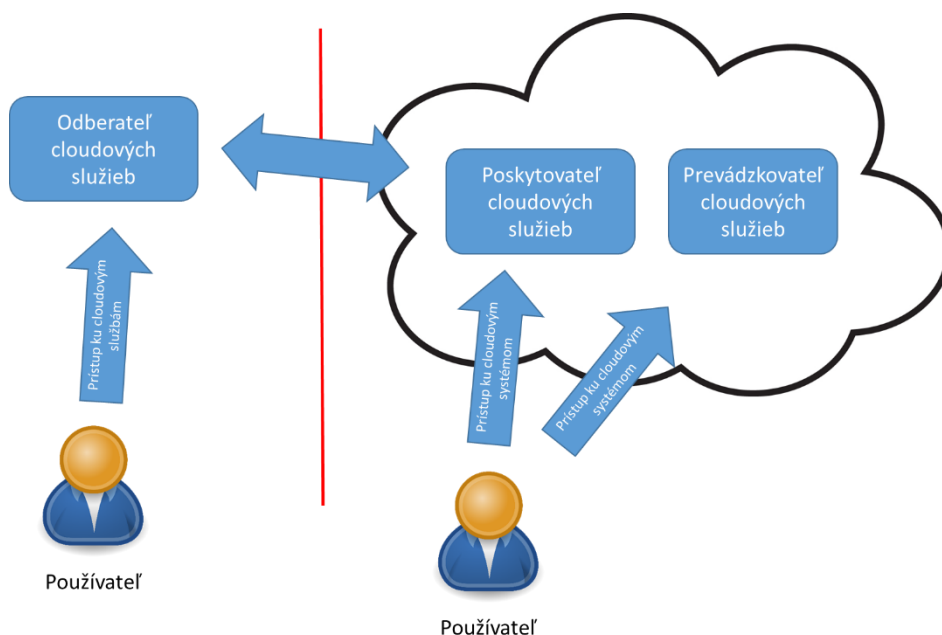 Odberateľ
cloudových
služieb
Poskytovateľ
cloudových
služieb
Prevádzkovateľ
cloudových
služieb
Prístup ku cloudovým
službám
Prístup ku cloudovým
systémom
Prístup ku cloudovým
systémom
Používateľ
Používateľ